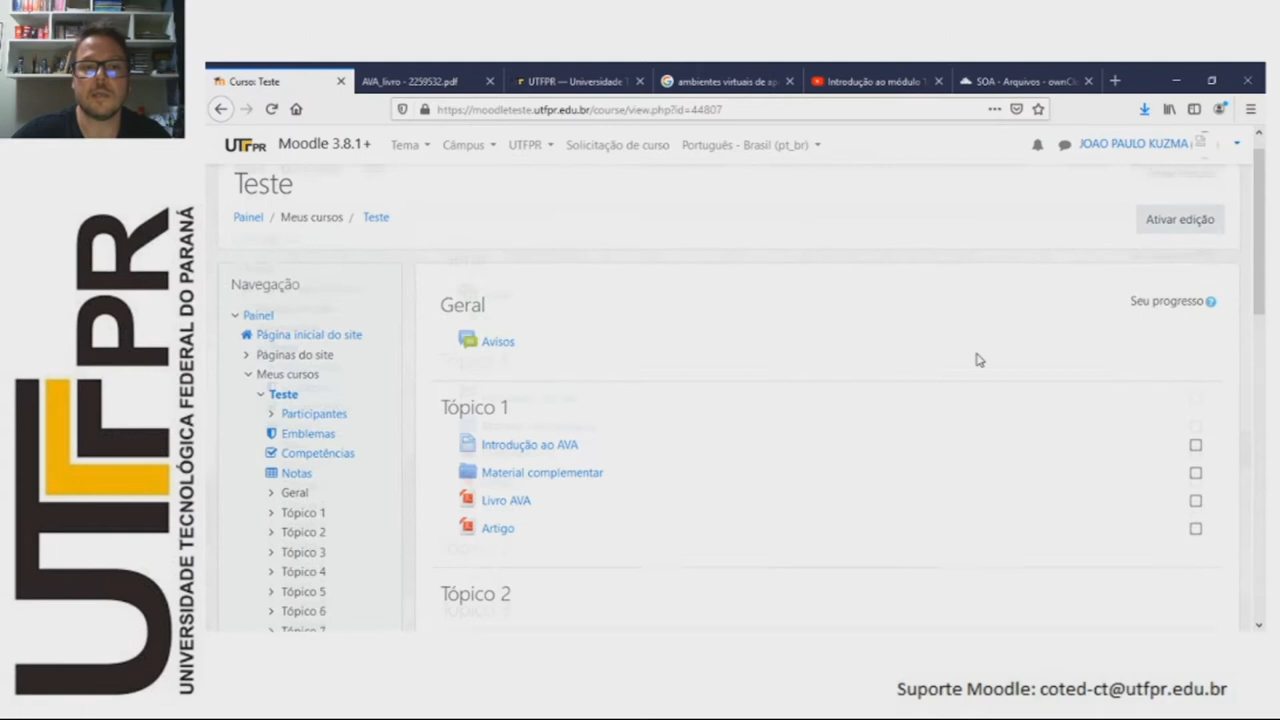 Curso: Teste
AVA_livro - 2259532.pdf
UTFPR — Universidade
ambientes virtuais de ap
Introdução ao módulo
SOA - Arquivos - ownCl
https://moodleteste.utfpr.edu.br/course/view.php?id=44807
UTFPR Moodle 3.8.1+ Tema Câmpus UTFPR Solicitação de curso Português - Brasil (pt_br) JOAO PAULO KUZMA
Teste
Painel / Meus cursos / Teste
Ativar edição
Navegação
Painel
Página inicial do site
Páginas do site
Meus cursos
Teste
Participantes
Emblemas
Competências
Notas
Geral
Tópico 1
Tópico 2
Tópico 3
Tópico 4
Tópico 5
Tópico 6
Tópico 7
Geral
Seu progresso
Avisos
Tópico 1
Introdução ao AVA
Material complementar
Livro AVA
Artigo
Tópico 2
UTFPR
UNIVERSIDADE TECNOLÓGICA FEDERAL DO PARANÁ
Suporte Moodle: coted-ct@utfpr.edu.br